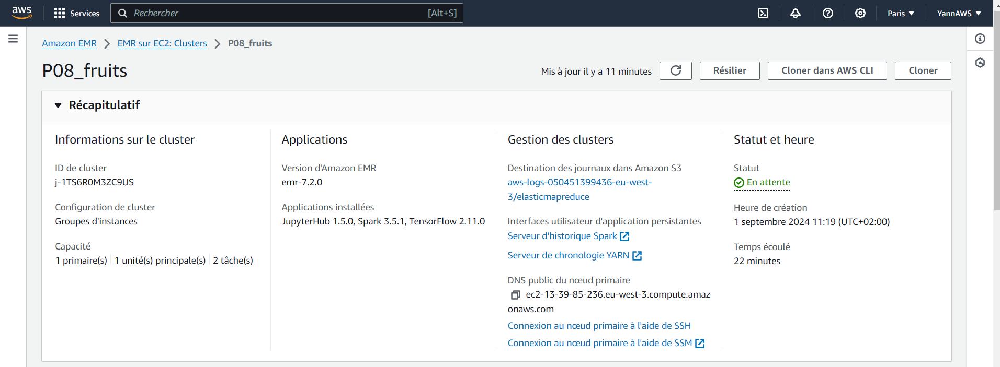 aws
Services
Rechercher
[Alt+S]
Paris
YannAWS
Amazon EMR
EMR sur EC2: Clusters
P08_fruits
P08_fruits
Mis à jour il y a 11 minutes
Résilier
Cloner dans AWS CLI
Cloner
Récapitulatif
Informations sur le cluster
ID de cluster
j-1TS6R0M3ZC9US
Configuration de cluster
Groupes d'instances
Capacité
1 primaire(s)
1 unité(s) principale(s)
2 tâche(s)
Applications
Version d'Amazon EMR
emr-7.2.0
Applications installées
JupyterHub 1.5.0, Spark 3.5.1, TensorFlow 2.11.0
Gestion des clusters
Destination des journaux dans Amazon S3
aws-logs-050451399436-eu-west-
3/elasticmapreduce
Interfaces utilisateur d'application persistantes
Serveur d'historique Spark
Serveur de chronologie YARN
DNS public du nœud primaire
ec2-13-39-85-236.eu-west-3.compute.amaz
onaws.com
Connexion au nœud primaire à l'aide de SSH
Connexion au nœud primaire à l'aide de SSM
Statut et heure
Statut
En attente
Heure de création
1 septembre 2024 11:19 (UTC+02:00)
Temps écoulé
22 minutes